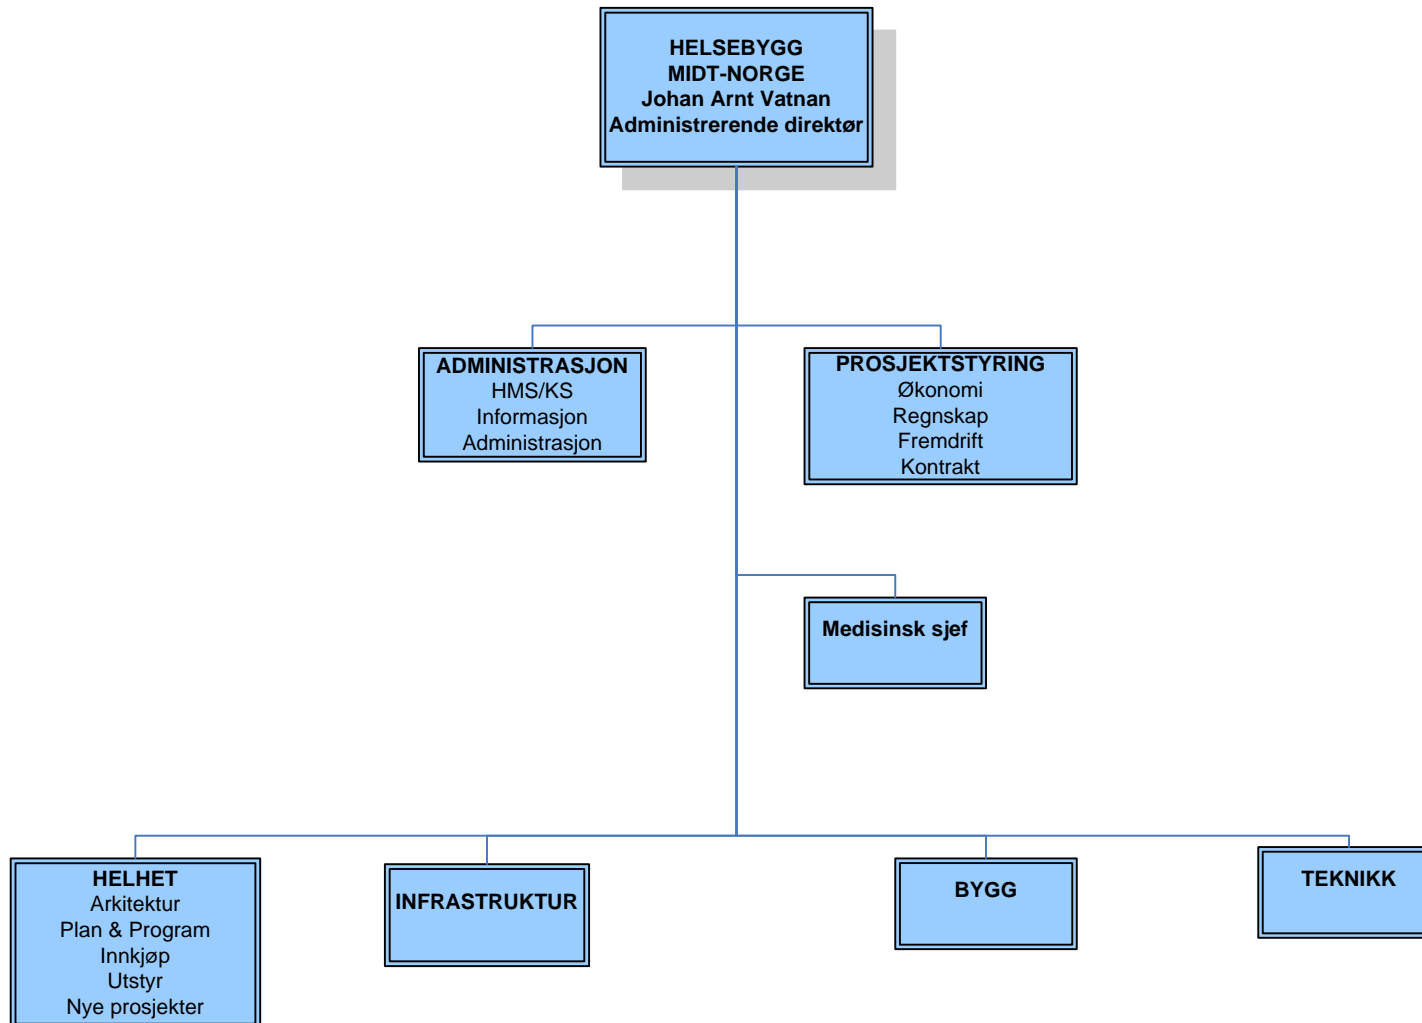 HELSEBYGG
MIDT-NORGE
Johan Arnt Vatnan
Administrerende direktør
ADMINISTRASJON
HMS/KS
Informasjon
Administrasjon
PROSJEKTSTYRING
Økonomi
Regnskap
Fremdrift
Kontrakt
Medisinsk sjef
HELHET
Arkitektur
Plan & Program
Innkjøp
Utstyr
Nye prosjekter
INFRASTRUKTUR
BYGG
TEKNIKK